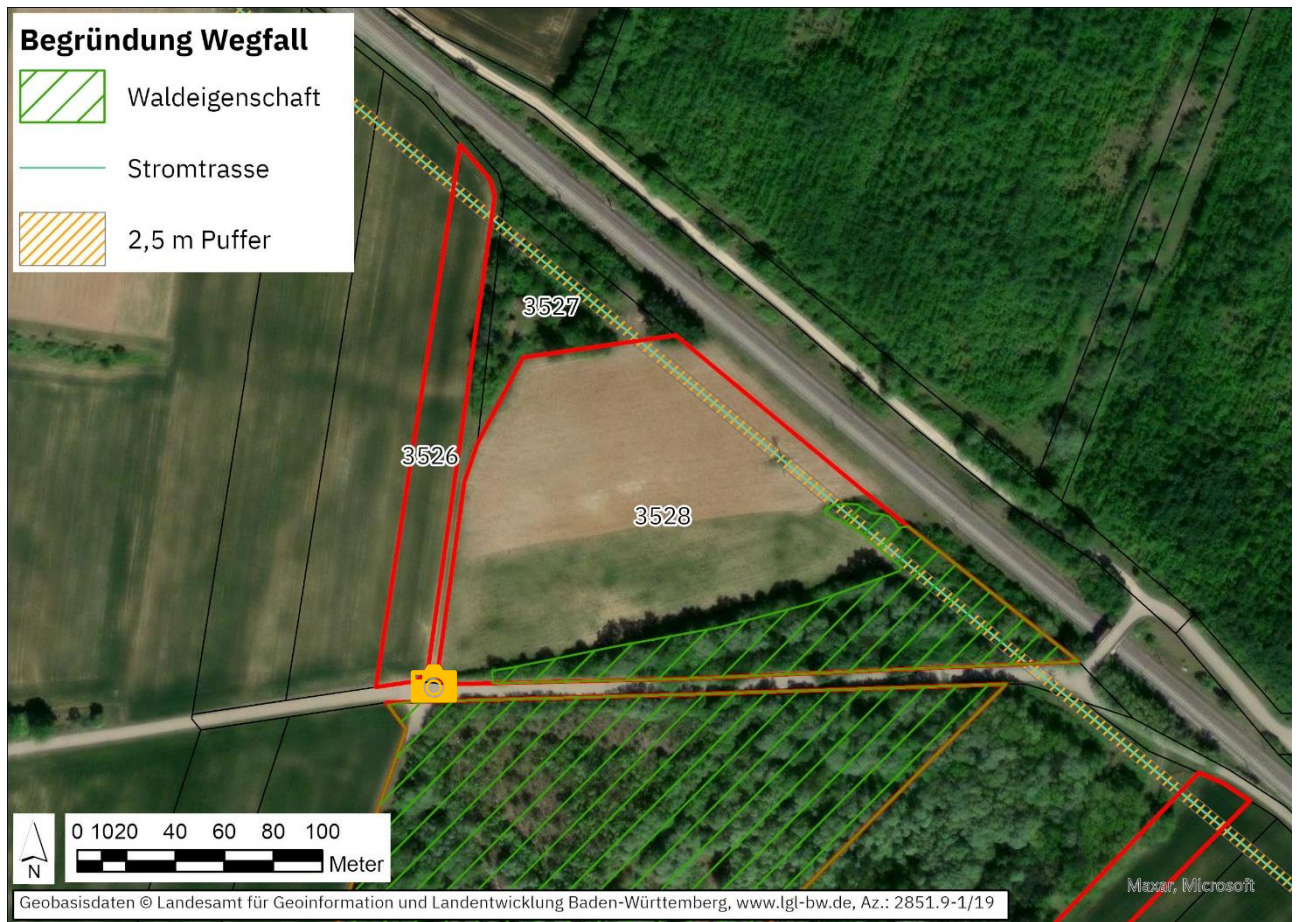 Begründung Wegfall
Waldeigenschaft
Stromtrasse
2,5 m Puffer
3527
3526
3528
0 1020 40 60 80 100
Meter
N
Maxar, Microsoft
Geobasisdaten © Landesamt für Geoinformation und Landentwicklung Baden-Württemberg, www.lgl-bw.de, Az.: 2851.9-1/19